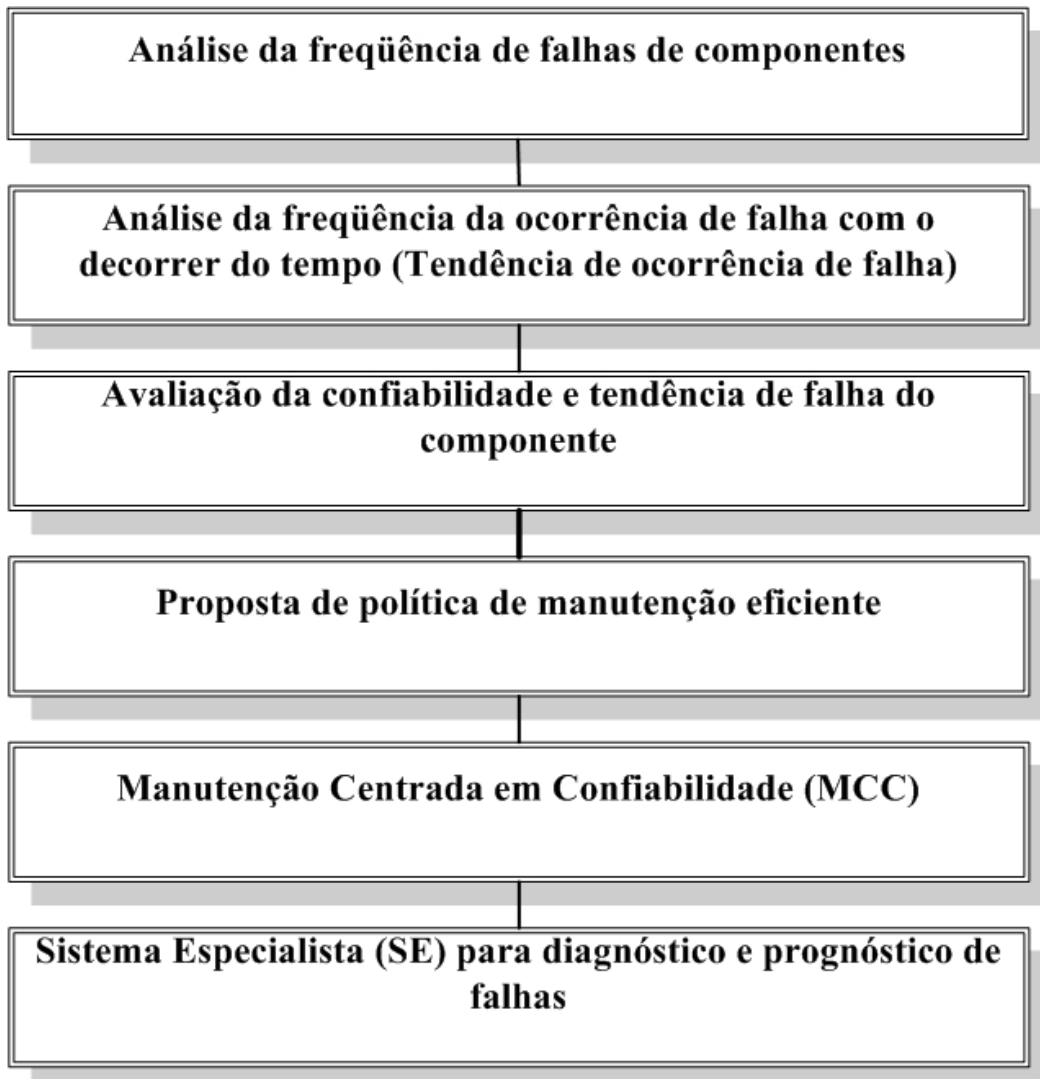 Análise da freqüência de falhas de componentes
Análise da freqüência da ocorrência de falha com o
decorrer do tempo (Tendência de ocorrência de falha)
Avaliação da confiabilidade e tendência de falha do
componente
Proposta de política de manutenção eficiente
Manutenção Centrada em Confiabilidade (MCC)
Sistema Especialista (SE) para diagnóstico e prognóstico de
falhas